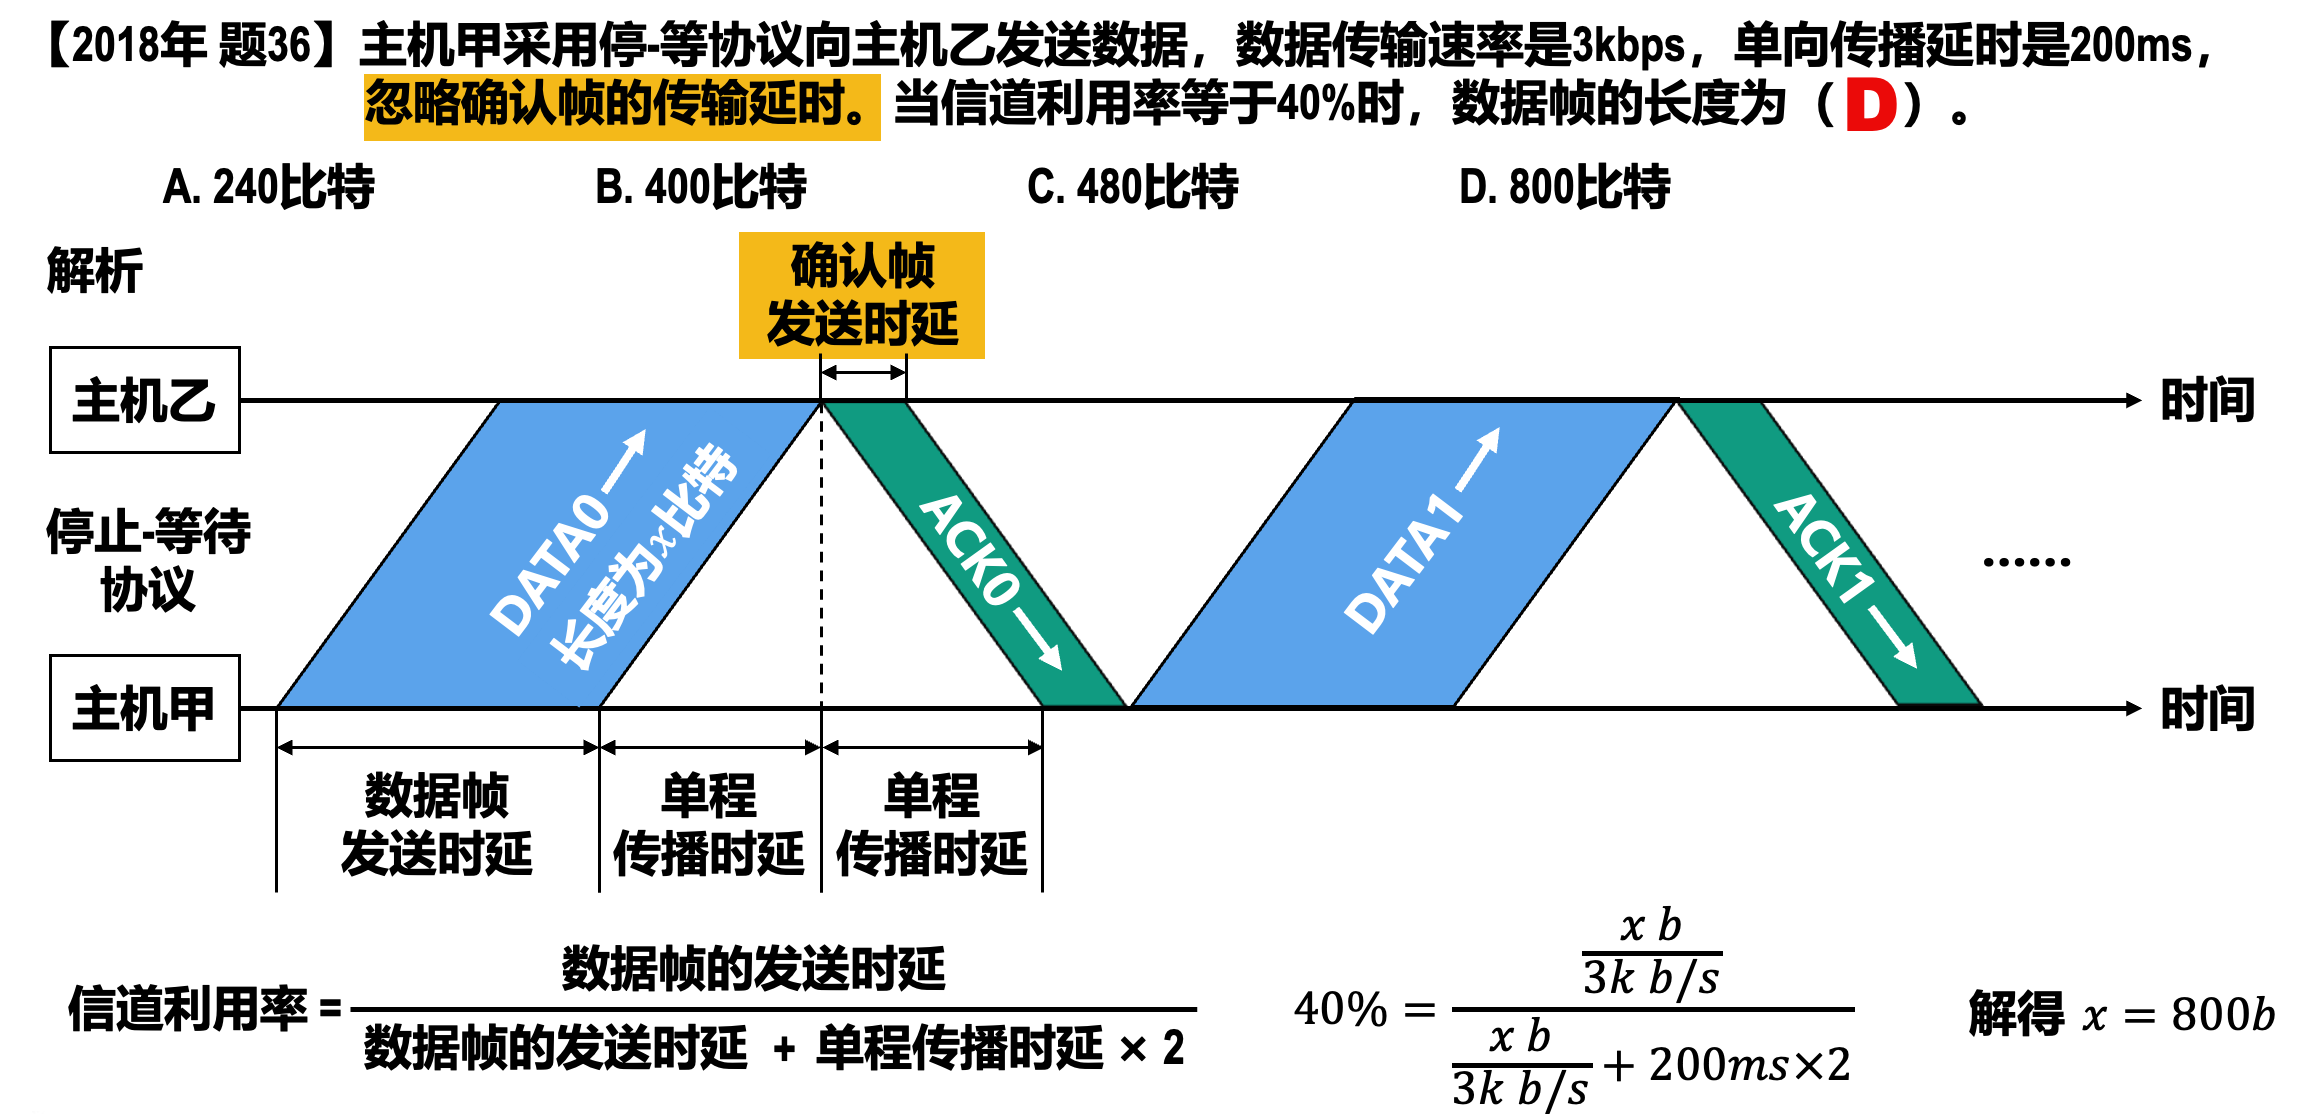 【2018年 题36】主机甲采用停-等协议向主机乙发送数据，数据传输速率是3kbps，单向传播延时是200ms，
忽略确认帧的传输延时。当信道利用率等于40%时，数据帧的长度为（D）。
A. 240比特 B. 400比特 C. 480比特 D. 800比特
解析
确认帧
发送时延
主机乙
时间
DATA0
长度为x比特
ACK0
DATA1
ACK1
……
停止-等待
协议
主机甲
时间
数据帧
发送时延
单程
传播时延
单程
传播时延
信道利用率 =
数据帧的发送时延
数据帧的发送时延 + 单程传播时延 × 2
40% =
x b
3k b/s
x b
3k b/s
+ 200ms×2
解得 x = 800b